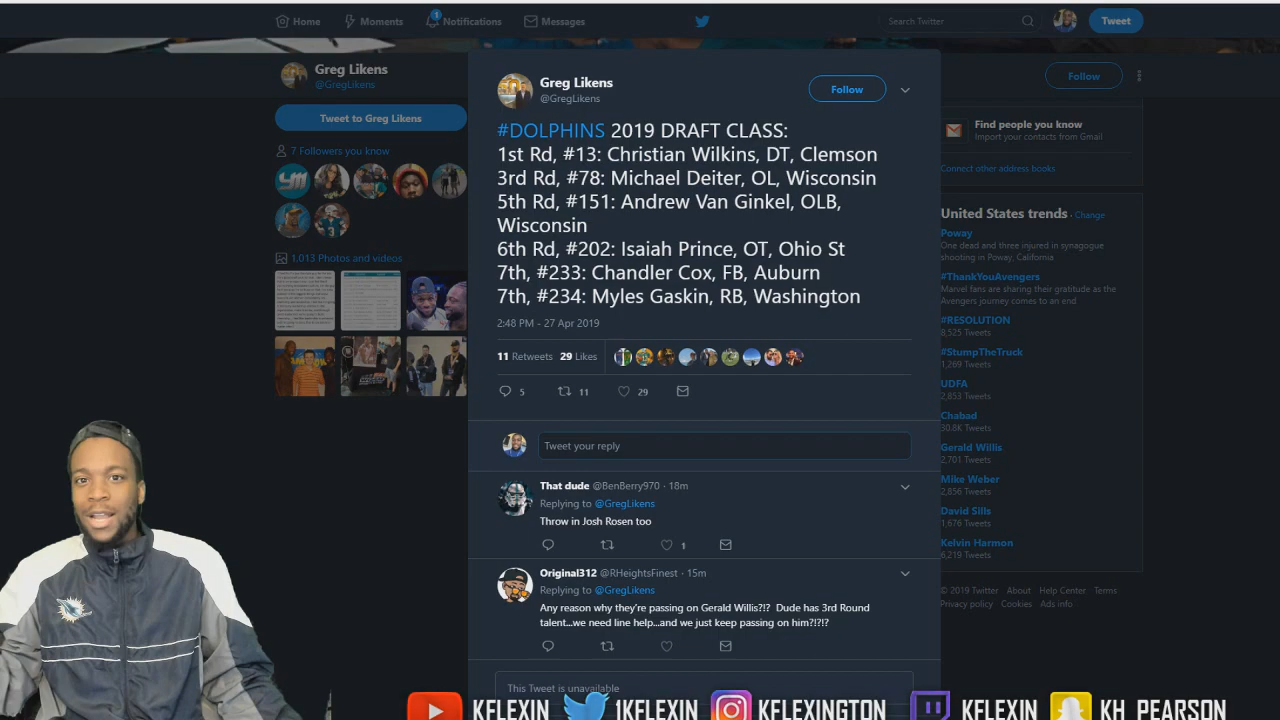 Home
Moments
1
Notifications
Messages
Search Twitter
Tweet
Greg Likens
@GregLikens
Follow
Tweet to Greg Likens
7 Followers you know
1,013 Photos and videos
Greg Likens
@GregLikens
Follow
#DOLPHINS 2019 DRAFT CLASS:
1st Rd, #13: Christian Wilkins, DT, Clemson
3rd Rd, #78: Michael Deiter, OL, Wisconsin
5th Rd, #151: Andrew Van Ginkel, OLB,
Wisconsin
6th Rd, #202: Isaiah Prince, OT, Ohio St
7th, #233: Chandler Cox, FB, Auburn
7th, #234: Myles Gaskin, RB, Washington
2:48 PM - 27 Apr 2019
11 Retweets 29 Likes
5 11 29
Tweet your reply
That dude @BenBerry970 · 18m
Replying to @GregLikens
Throw in Josh Rosen too
1
Original312 @RHeightsFinest · 15m
Replying to @GregLikens
Any reason why they're passing on Gerald Willis?!? Dude has 3rd Round
talent...we need line help...and we just keep passing on him?!?!?
This Tweet is unavailable
Find people you know
Import your contacts from Gmail
Connect other address books
United States trends · Change
Poway
One dead and three injured in synagogue
shooting in Poway, California
#ThankYouAvengers
Marvel fans are sharing their gratitude as the
Avengers journey comes to an end
#RESOLUTION
8,525 Tweets
#StumpTheTruck
1,269 Tweets
UDFA
2,853 Tweets
Chabad
30.8K Tweets
Gerald Willis
2,701 Tweets
Mike Weber
2,856 Tweets
David Sills
1,676 Tweets
Kelvin Harmon
6,219 Tweets
© 2019 Twitter About Help Center Terms
Privacy policy Cookies Ads info
KFLEXIN 1KFLEXIN KFLEXINGTON KFLEXIN KH_PEARSON